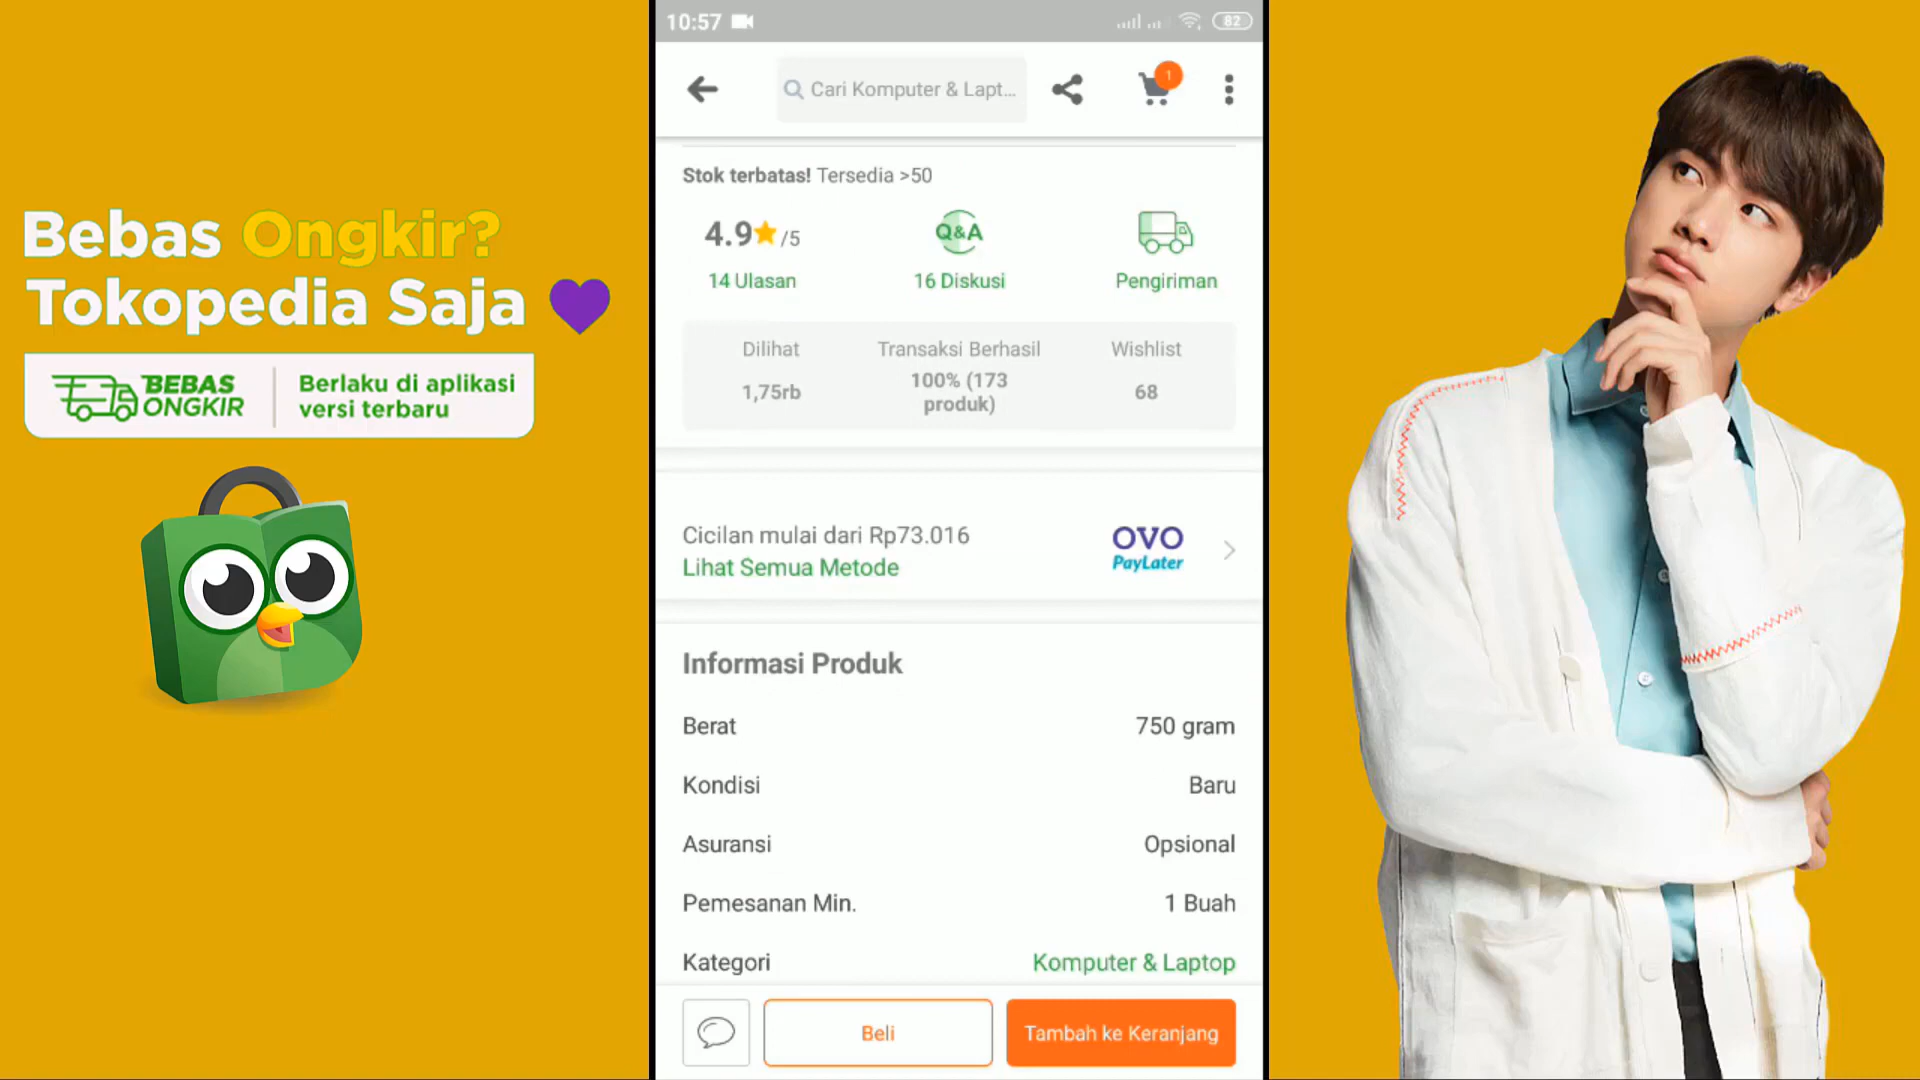 Bebas Ongkir?
Tokopedia Saja
BEBAS
ONGKIR
Berlaku di aplikasi
versi terbaru
10:57
82
Cari Komputer & Lapt...
1
Stok terbatas! Tersedia >50
4.9 /5
14 Ulasan
Q&A
16 Diskusi
Pengiriman
Dilihat
1,75rb
Transaksi Berhasil
100% (173
produk)
Wishlist
68
Cicilan mulai dari Rp73.016
Lihat Semua Metode
OVO
PayLater
Informasi Produk
Berat 750 gram
Kondisi Baru
Asuransi Opsional
Pemesanan Min. 1 Buah
Kategori Komputer & Laptop
Beli
Tambah ke Keranjang